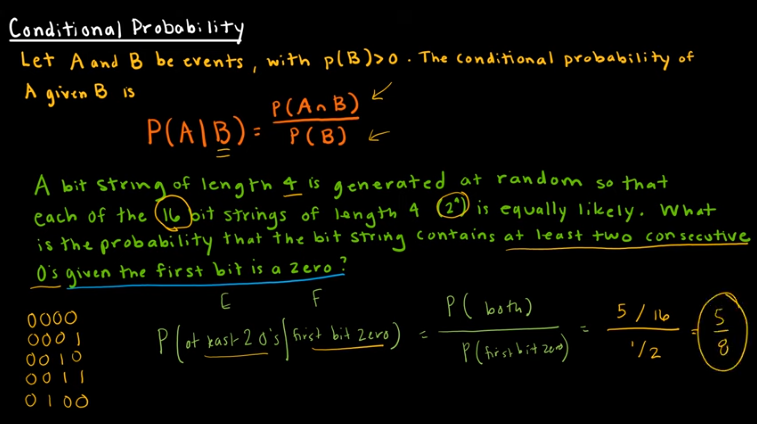 Conditional Probability
Let A and B be events, with p(B)>0. The conditional probability of
A given B is
P(A|B) = P(A∩B) / P(B)
A bit string of length 4 is generated at random so that
each of the 16 bit strings of length 4 (2⁴) is equally likely. What
is the probability that the bit string contains at least two consecutive
0's given the first bit is a zero?
E F
P(at least 2 0's | first bit zero) = P(both) / P(first bit zero) = 5/16 / 1/2 = 5/8
0000
0001
0010
0011
0100